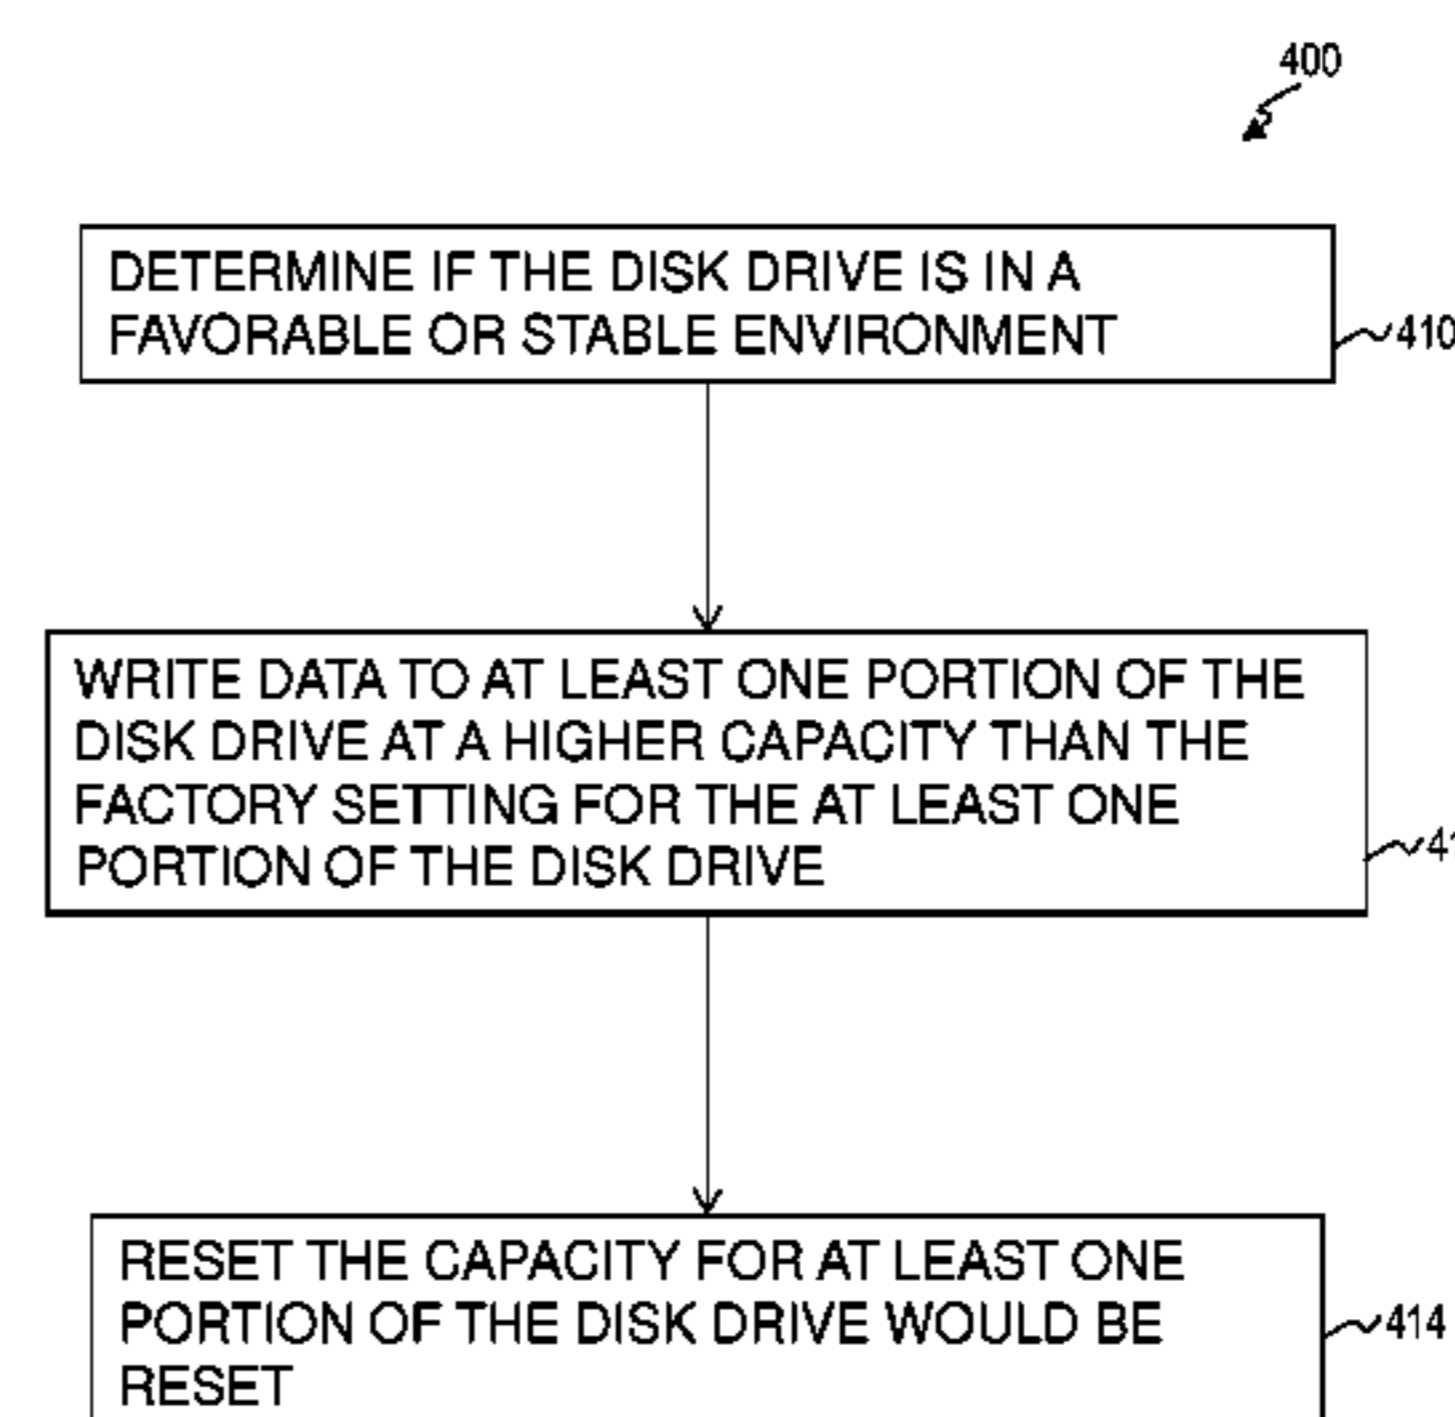 400
DETERMINE IF THE DISK DRIVE IS IN A
FAVORABLE OR STABLE ENVIRONMENT
410
WRITE DATA TO AT LEAST ONE PORTION OF THE
DISK DRIVE AT A HIGHER CAPACITY THAN THE
FACTORY SETTING FOR THE AT LEAST ONE
PORTION OF THE DISK DRIVE
RESET THE CAPACITY FOR AT LEAST ONE
PORTION OF THE DISK DRIVE WOULD BE
RESET
414